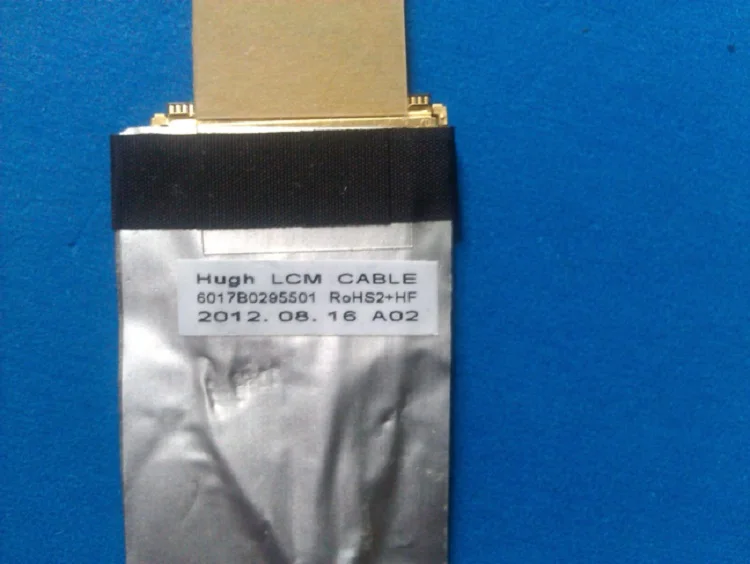 Hugh LCM CABLE
6017B0295501 RoHS2+HF
2012.08.16 A02